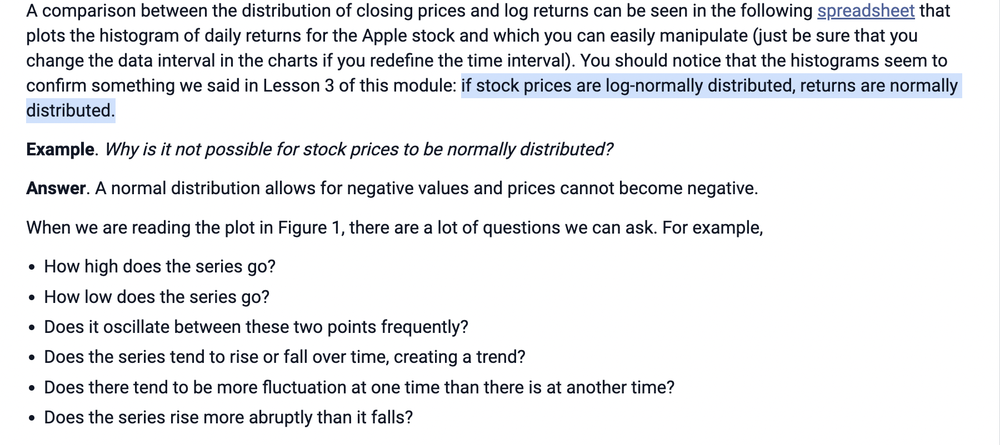 A comparison between the distribution of closing prices and log returns can be seen in the following spreadsheet that
plots the histogram of daily returns for the Apple stock and which you can easily manipulate (just be sure that you
change the data interval in the charts if you redefine the time interval). You should notice that the histograms seem to
confirm something we said in Lesson 3 of this module: if stock prices are log-normally distributed, returns are normally
distributed.
Example. Why is it not possible for stock prices to be normally distributed?
Answer. A normal distribution allows for negative values and prices cannot become negative.
When we are reading the plot in Figure 1, there are a lot of questions we can ask. For example,
• How high does the series go?
• How low does the series go?
• Does it oscillate between these two points frequently?
• Does the series tend to rise or fall over time, creating a trend?
• Does there tend to be more fluctuation at one time than there is at another time?
• Does the series rise more abruptly than it falls?